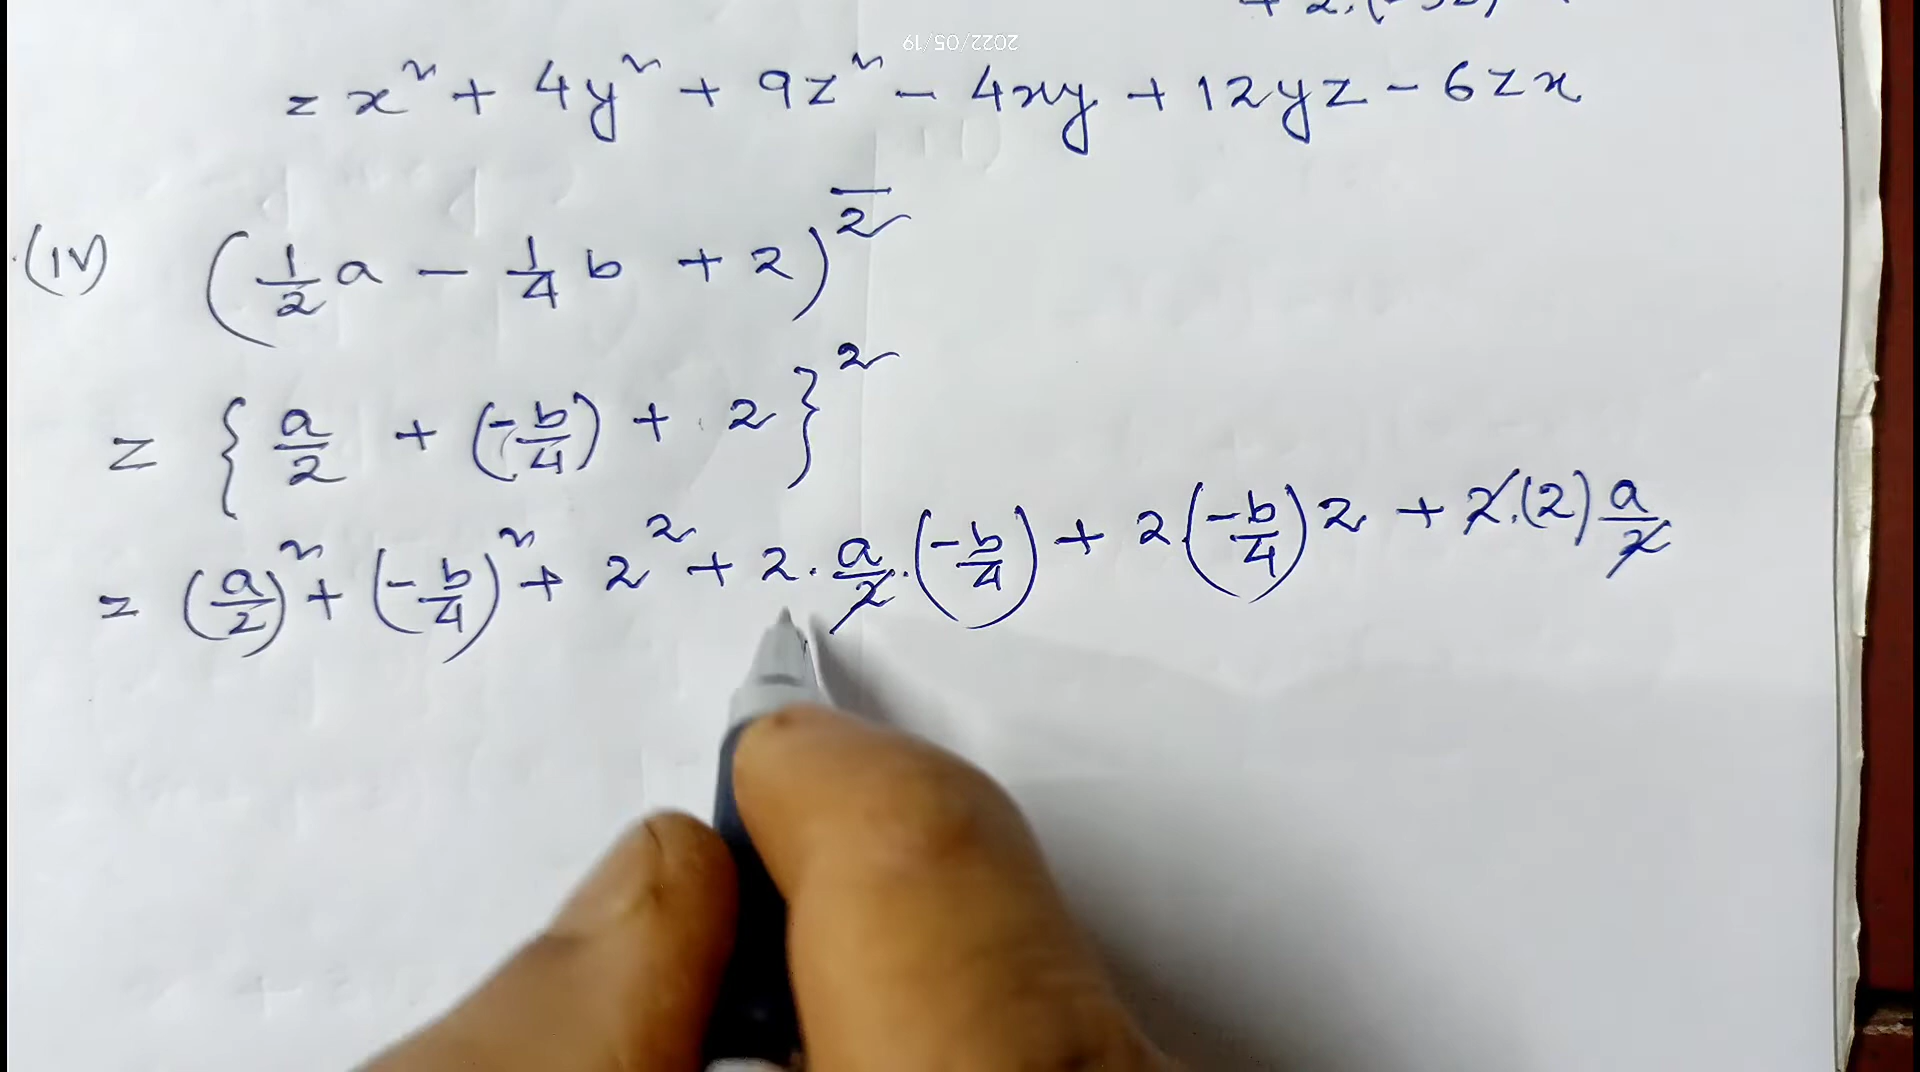 2022/05/19
= x² + 4y² + 9z² - 4xy + 12yz - 6zx
(iv) (1/2 a - 1/4 b + 2)²
= {a/2 + (-b/4) + 2}²
= (a/2)² + (-b/4)² + 2² + 2·a/2·(-b/4) + 2·(-b/4)2 + 2·(2)a/2